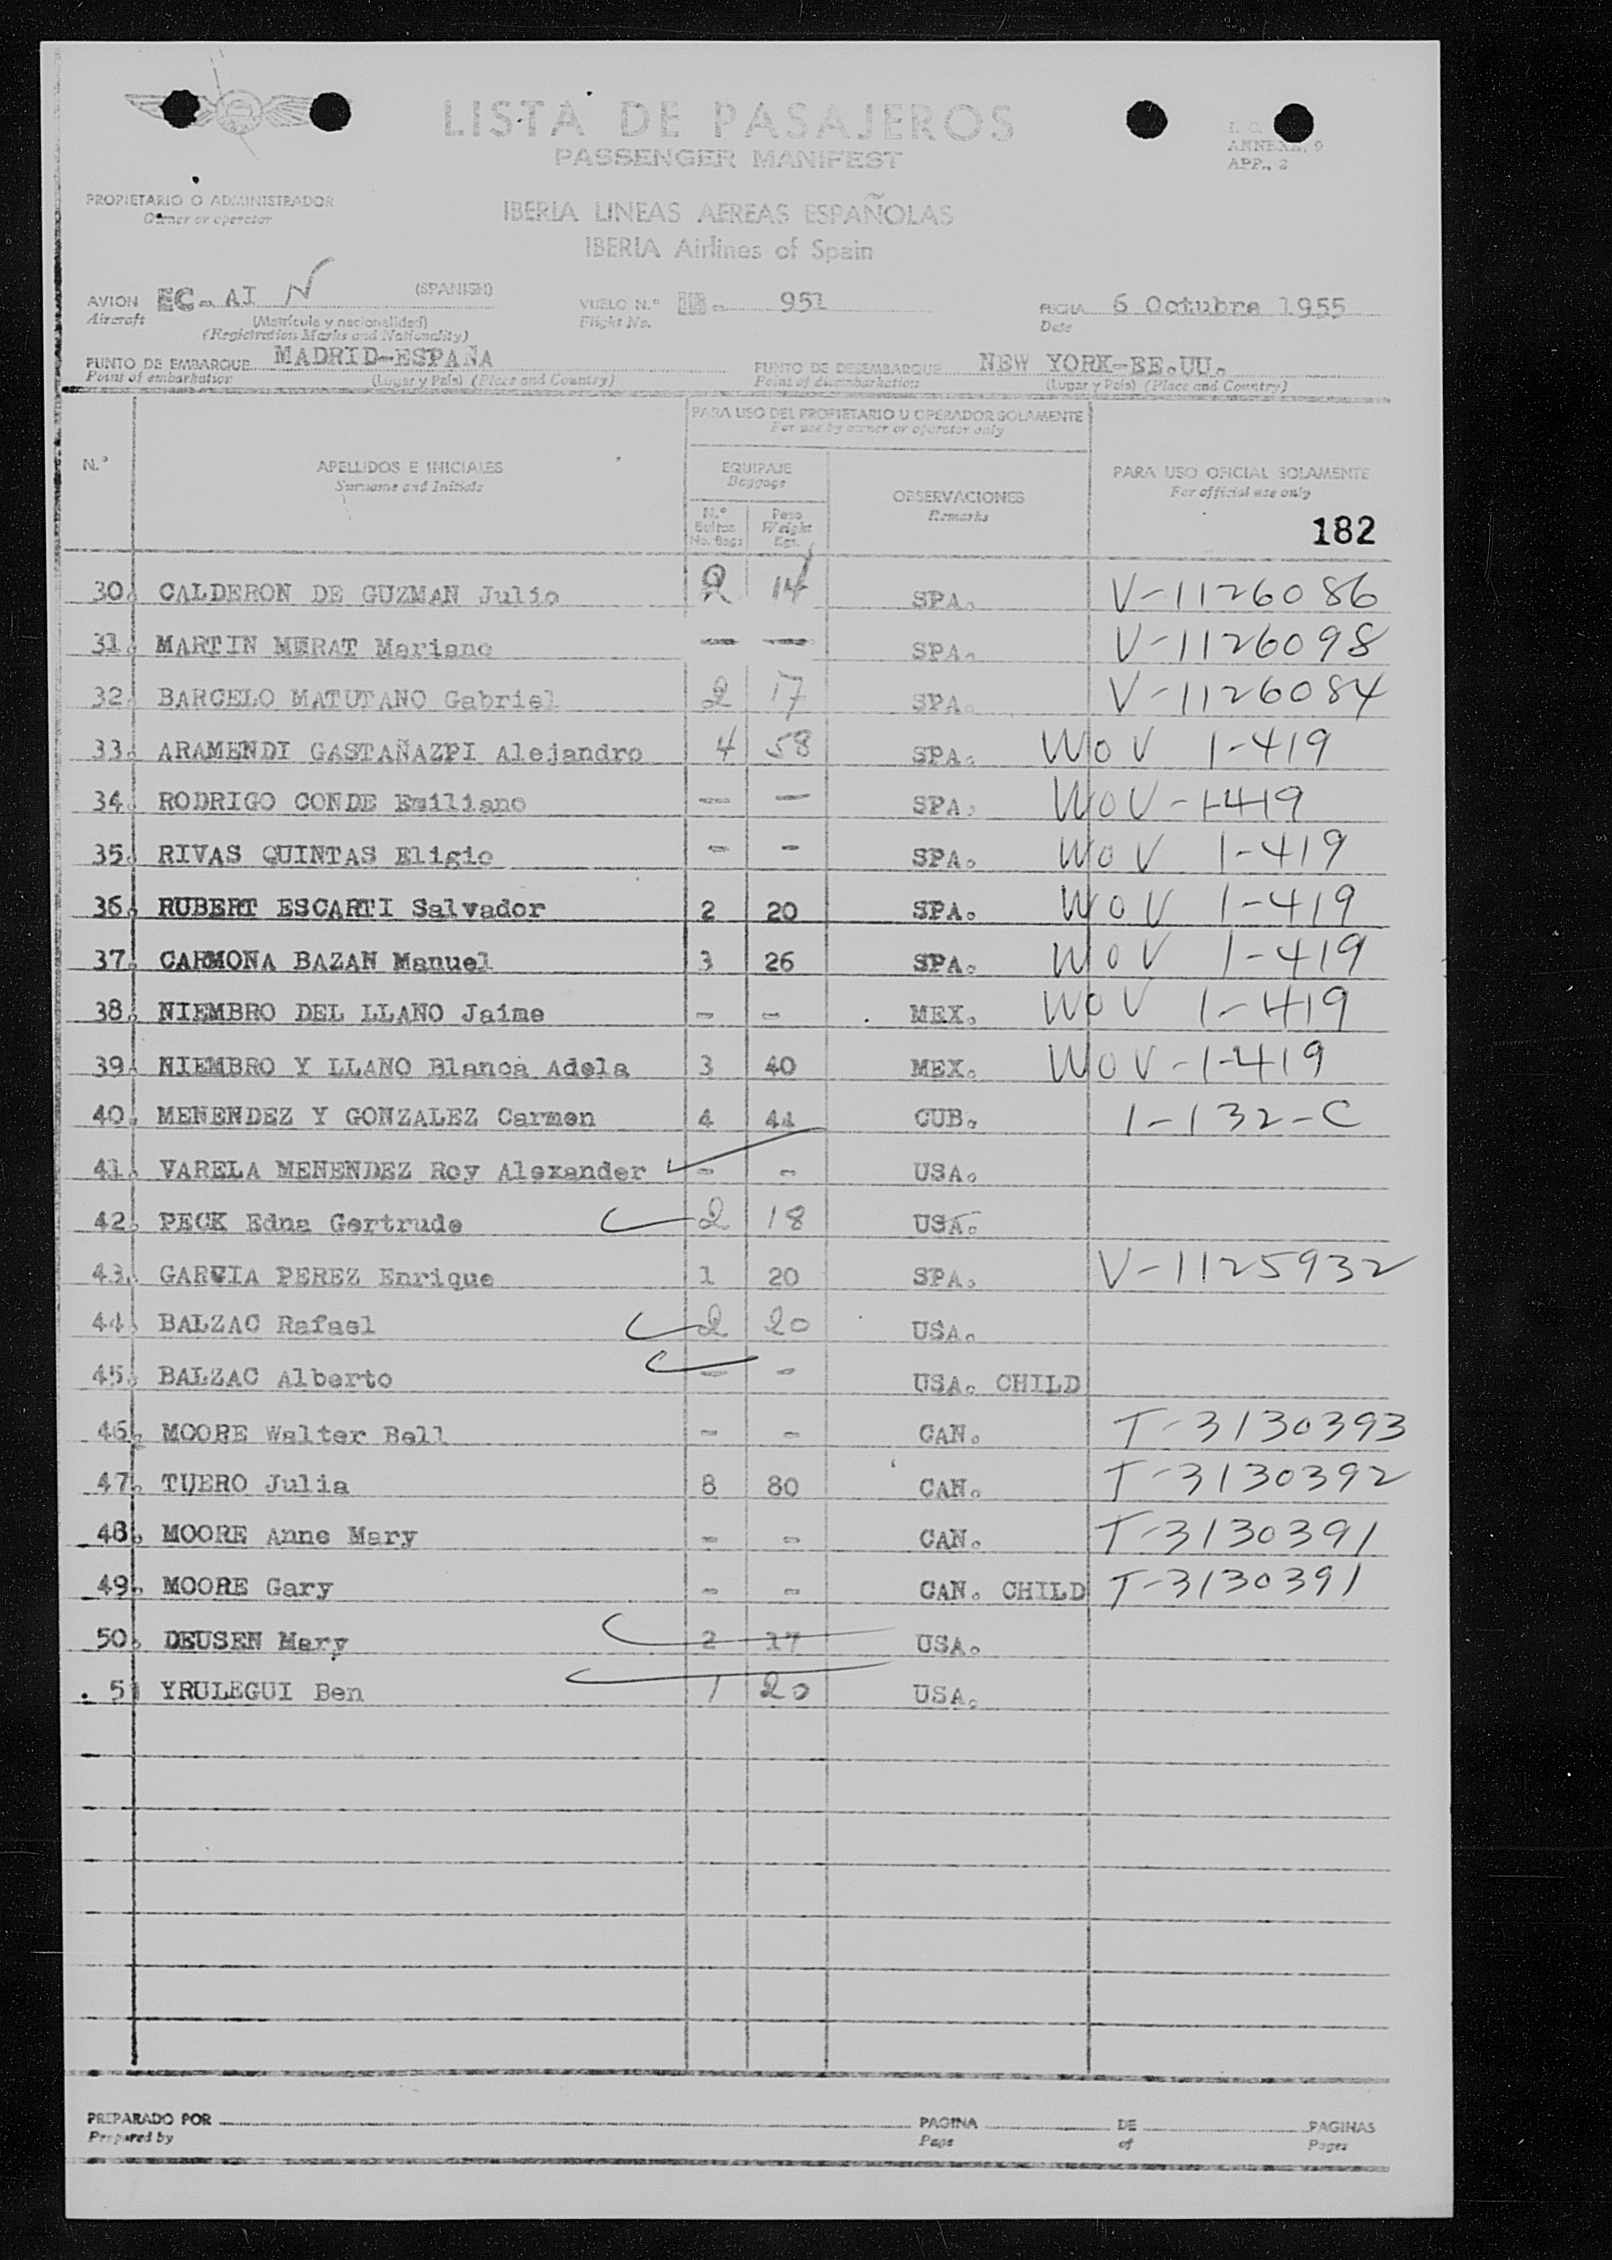 LISTA DE PASAJEROS
PASSENGER MANIFEST
ANNEXE, 9
APP., 2
PROPIETARIO O ADMINISTRADOR
Owner or operator
IBERIA LINEAS AEREAS ESPAÑOLAS
IBERIA Airlines of Spain
AVION EC-AI N (SPANISH)
Aircraft (Matrícula y nacionalidad)
(Registration Marks and Nationality)
VUELO N.° IB- 951
Flight No.
FECHA 6 Octubre 1955
Date
PUNTO DE EMBARQUE MADRID-ESPAÑA
Point of embarkation (Lugar y País) (Place and Country)
PUNTO DE DESEMBARQUE NEW YORK-EE.UU.
Point of disembarkation (Lugar y País) (Place and Country)
N.°
APELLIDOS E INICIALES
Surname and Initials
PARA USO DEL PROPIETARIO U OPERADOR SOLAMENTE
For use by owner or operator only
EQUIPAJE
Baggage
N.° Bultos
No. Bags
Peso
Weight
Kgs.
OBSERVACIONES
Remarks
PARA USO OFICIAL SOLAMENTE
For official use only
182
30. CALDERON DE GUZMAN Julio 2 14 SPA. V-1126086
31. MARTIN MERAT Mariano - - SPA. V-1126098
32. BARCELO MATUTANO Gabriel 2 17 SPA. V-1126084
33. ARAMENDI GASTAÑAZPI Alejandro 4 58 SPA. WOV 1-419
34. RODRIGO CONDE Emiliano - - SPA. WOV-1-419
35. RIVAS QUINTAS Eligio - - SPA. WOV 1-419
36. RUBERT ESCARTI Salvador 2 20 SPA. WOV 1-419
37. CARMONA BAZAN Manuel 3 26 SPA. WOV 1-419
38. NIEMBRO DEL LLANO Jaime - - MEX. WOV 1-419
39. NIEMBRO Y LLANO Blanca Adela 3 40 MEX. WOV-1-419
40. MENENDEZ Y GONZALEZ Carmen 4 44 CUB. 1-132-C
41. VARELA MENENDEZ Roy Alexander - - USA.
42. PECK Edna Gertrude 2 18 USA.
43. GARCIA PEREZ Enrique 1 20 SPA. V-1125932
44. BALZAC Rafael 2 20 USA.
45. BALZAC Alberto - - USA. CHILD
46. MOORE Walter Bell - - CAN. T-3130393
47. TUERO Julia 8 80 CAN. T-3130392
48. MOORE Anne Mary - - CAN. T-3130391
49. MOORE Gary - - CAN. CHILD T-3130391
50. DEUSEN Mary 2 17 USA.
51 YRULEGUI Ben 1 20 USA.
PREPARADO POR
Prepared by
PAGINA DE PAGINAS
Page of Pages